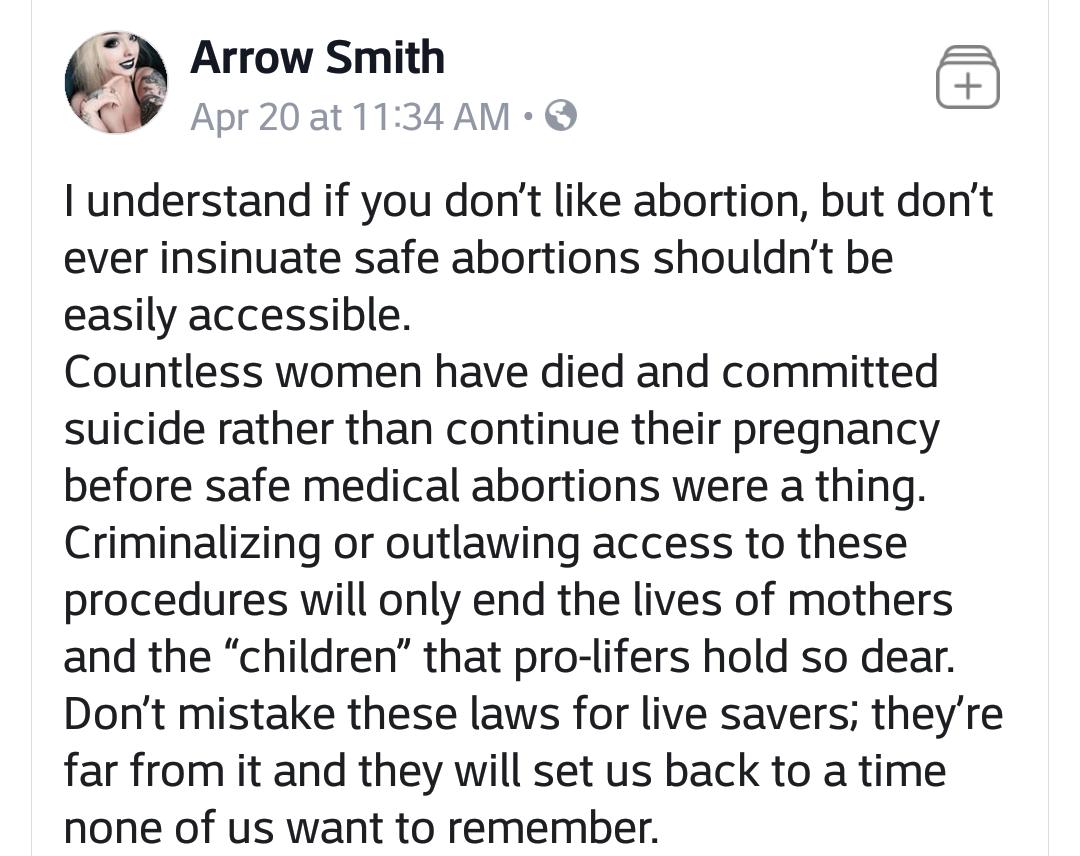 Arrow Smith
Apr 20 at 11:34 AM •
I understand if you don’t like abortion, but don’t
ever insinuate safe abortions shouldn’t be
easily accessible.
Countless women have died and committed
suicide rather than continue their pregnancy
before safe medical abortions were a thing.
Criminalizing or outlawing access to these
procedures will only end the lives of mothers
and the “children” that pro-lifers hold so dear.
Don’t mistake these laws for live savers; they’re
far from it and they will set us back to a time
none of us want to remember.